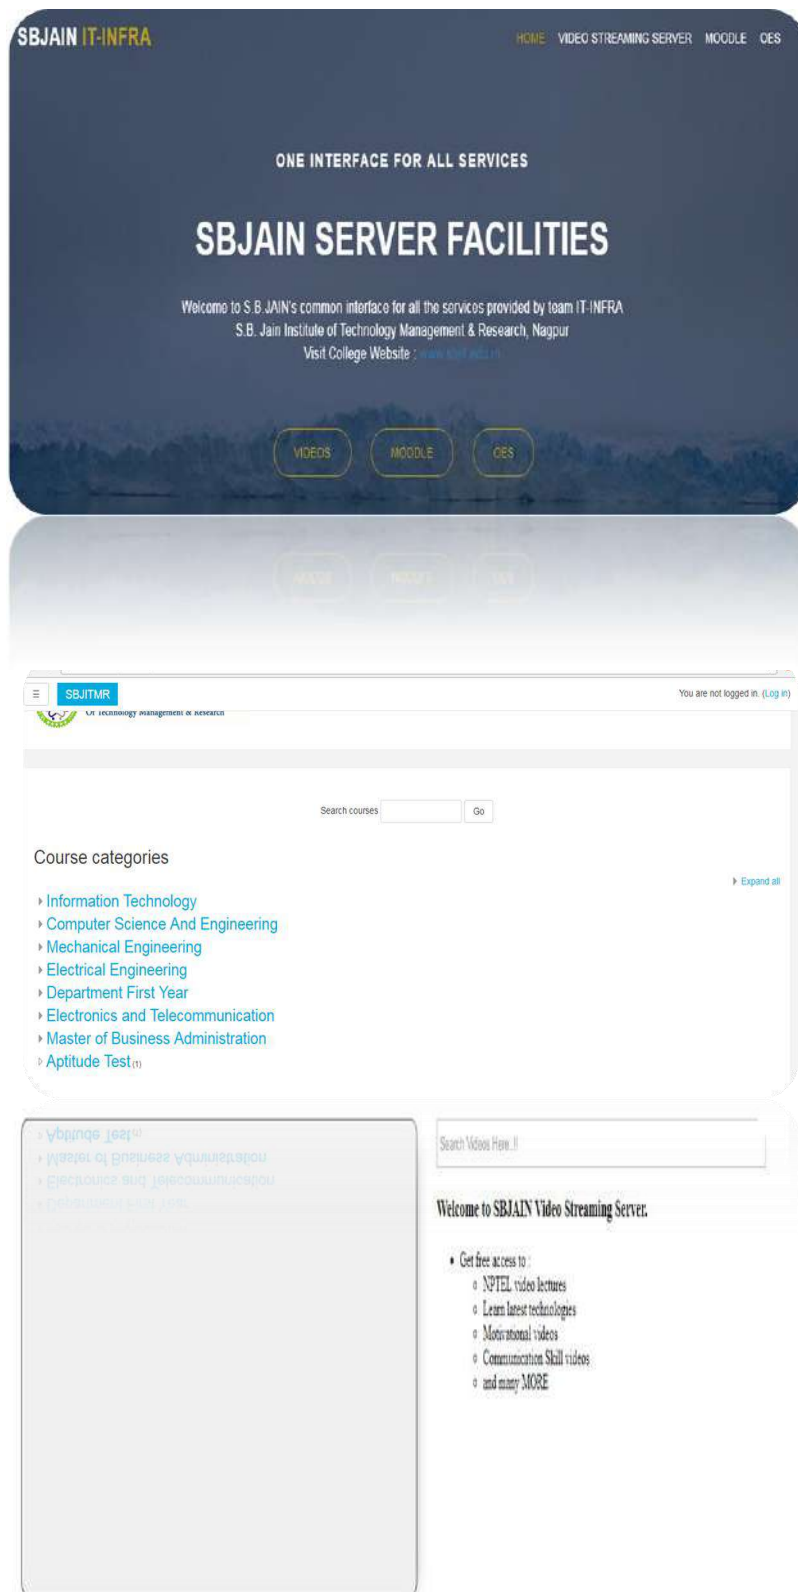 SBJAIN IT-INFRA
HOME VIDEO STREAMING SERVER MOODLE OES
ONE INTERFACE FOR ALL SERVICES
SBJAIN SERVER FACILITIES
Welcome to S.B.JAIN's common interface for all the services provided by team IT-INFRA
S.B. Jain Institute of Technology Management & Research, Nagpur
Visit College Website :
VIDEOS MOODLE OES
SBJITMR
You are not logged in. (Log in)
Of Technology Management & Research
Search courses Go
Course categories
Expand all
Information Technology
Computer Science And Engineering
Mechanical Engineering
Electrical Engineering
Department First Year
Electronics and Telecommunication
Master of Business Administration
Aptitude Test (1)
Search Videos Here..!!
Welcome to SBJAIN Video Streaming Server.
Get free access to :
NPTEL video lectures
Learn latest technologies
Motivational videos
Communication Skill videos
and many MORE